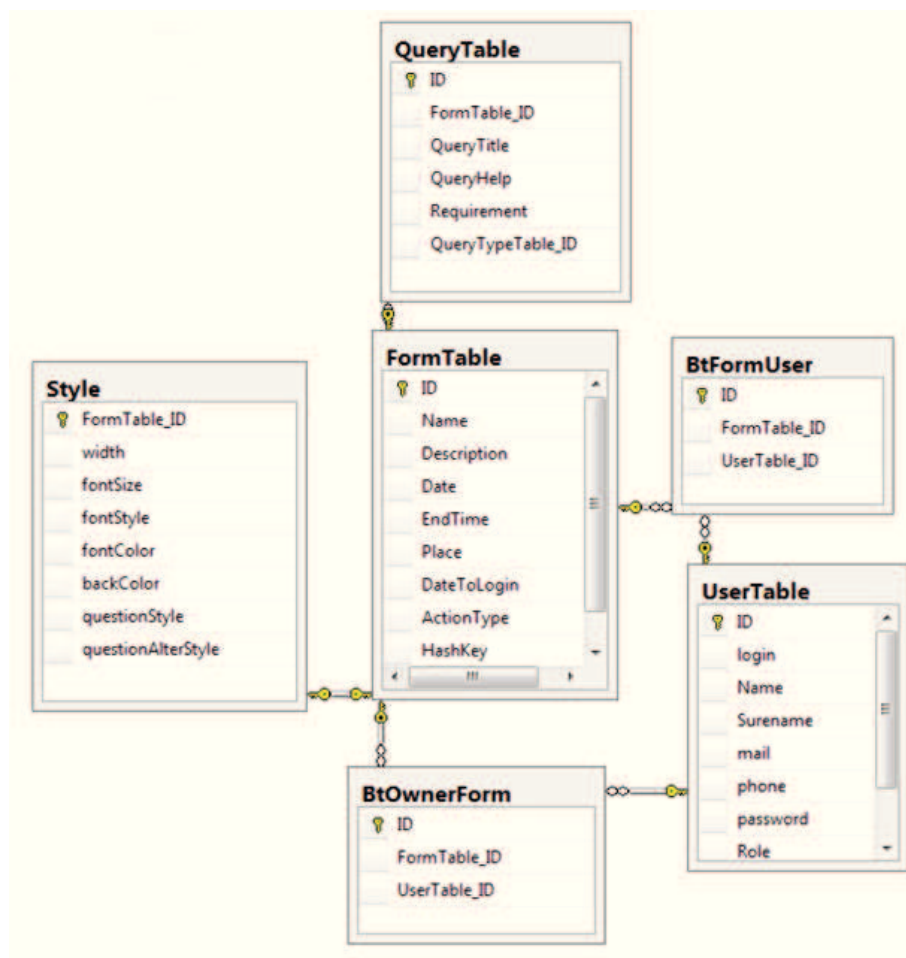 QueryTable
ID
FormTable_ID
QueryTitle
QueryHelp
Requirement
QueryTypeTable_ID
FormTable
ID
Name
Description
Date
EndTime
Place
DateToLogin
ActionType
HashKey
BtFormUser
ID
FormTable_ID
UserTable_ID
Style
FormTable_ID
width
fontSize
fontStyle
fontColor
backColor
questionStyle
questionAlterStyle
UserTable
ID
login
Name
Surename
mail
phone
password
Role
BtOwnerForm
ID
FormTable_ID
UserTable_ID